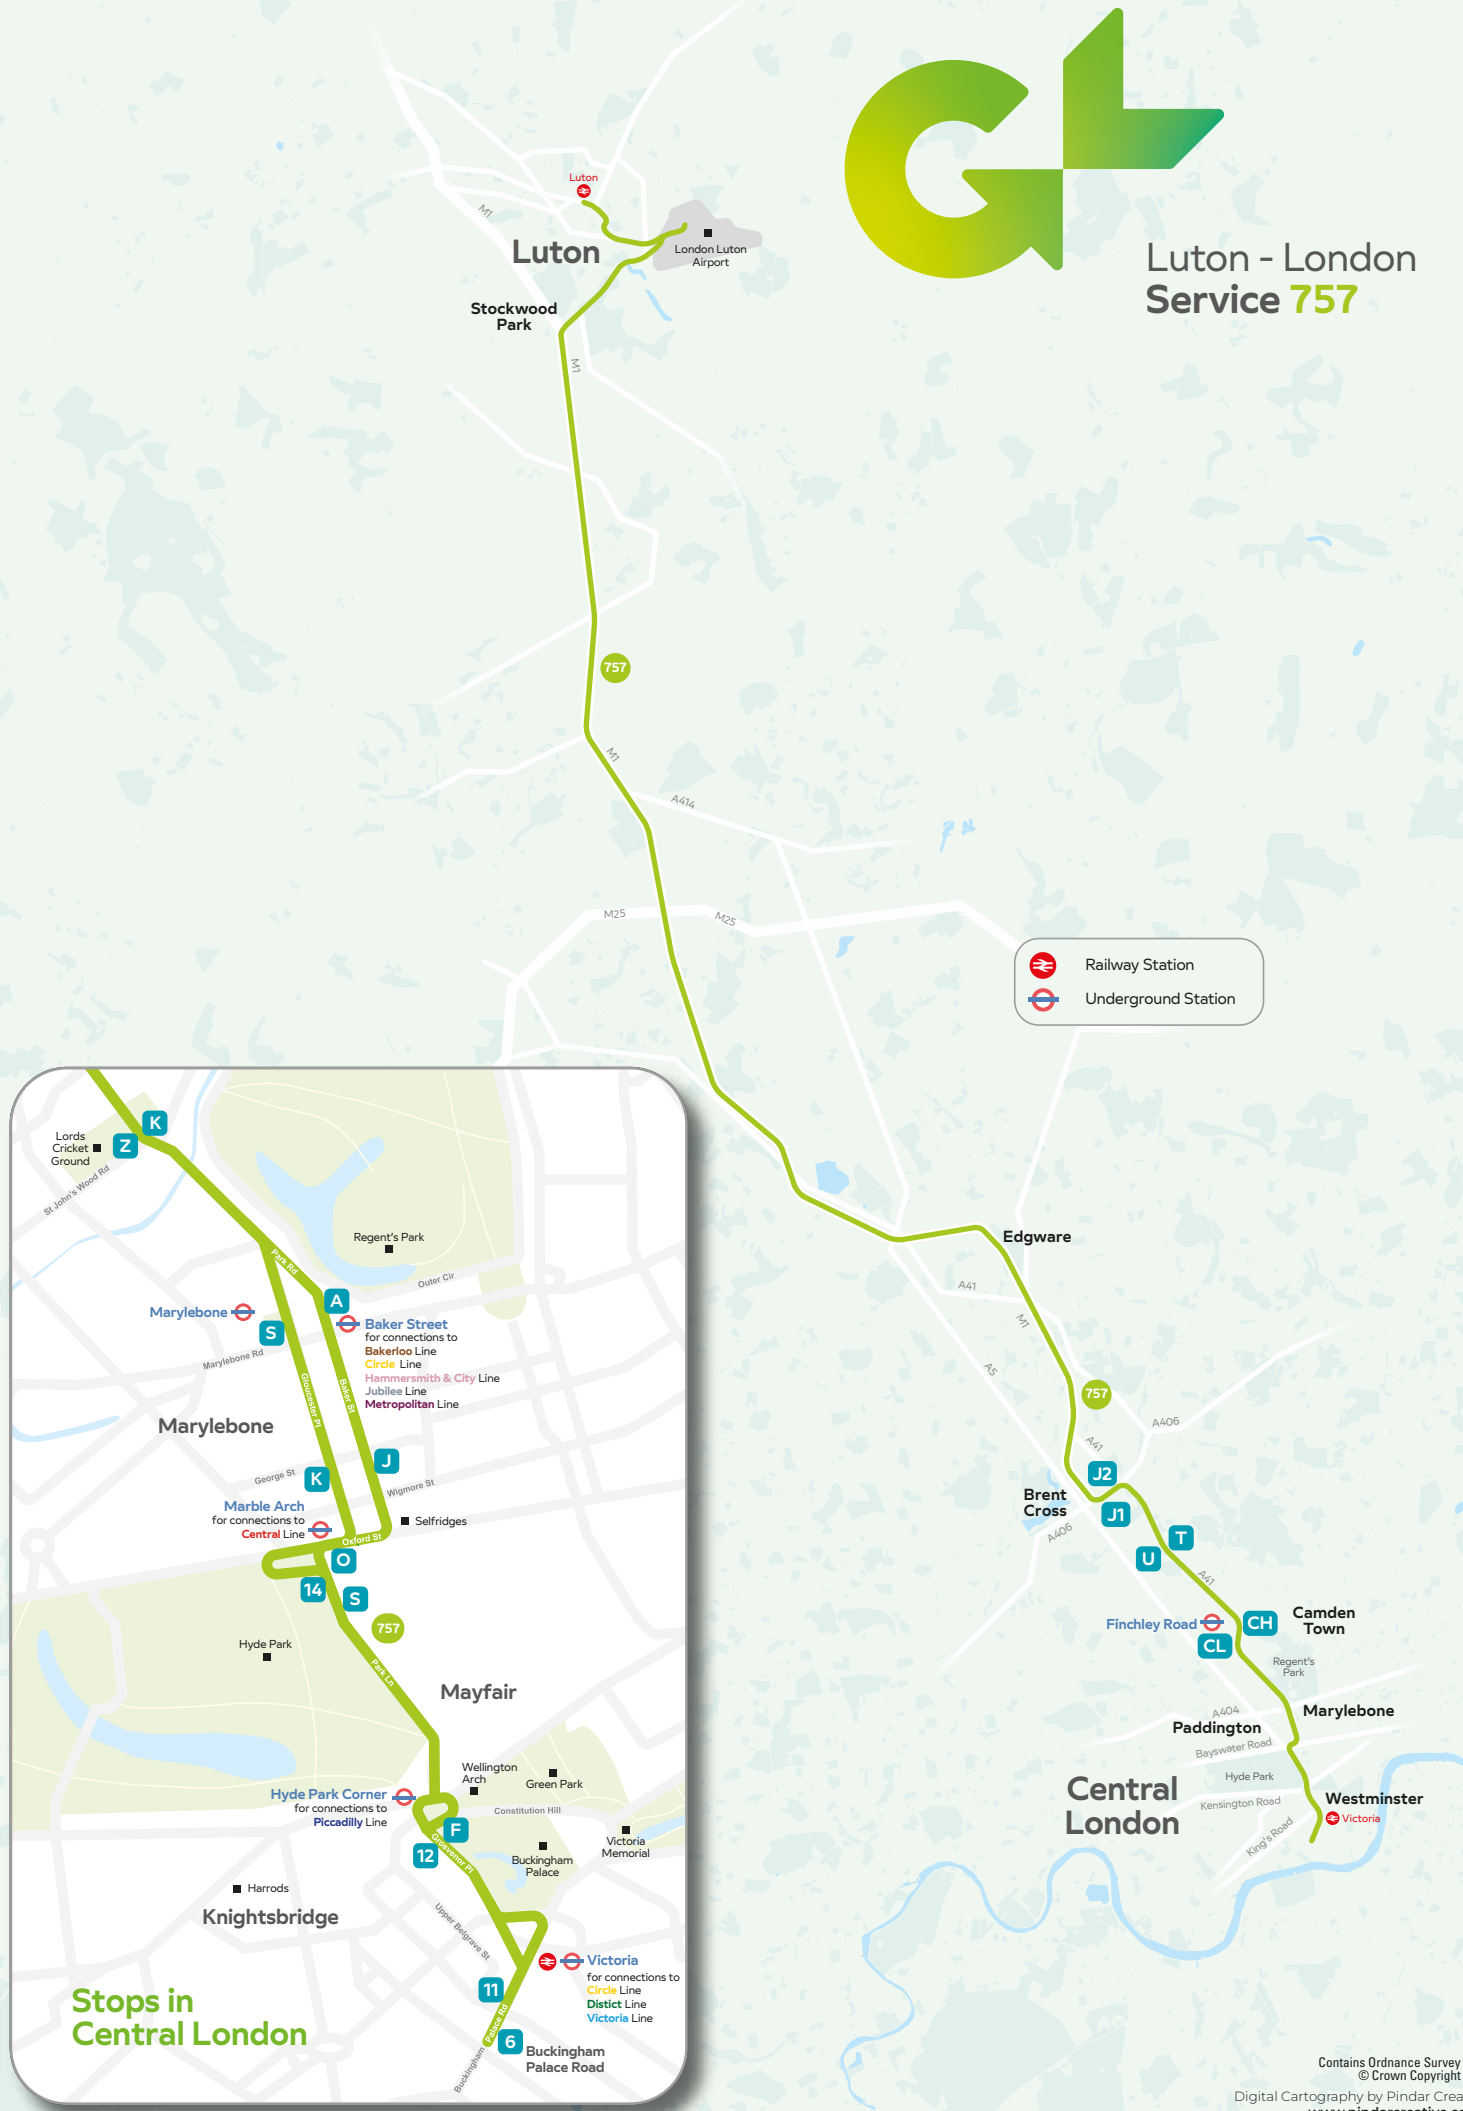 Luton - London
Service 757
Luton
M1
Luton
London Luton
Airport
Stockwood
Park
M1
757
M1
A414
M25
M25
Railway Station
Underground Station
Edgware
A41
M1
A5
757
A406
A41
J2
Brent
Cross
J1
A406
T
U
A41
Finchley Road
CH
CL
Camden
Town
Regent's
Park
A404
Marylebone
Paddington
Bayswater Road
Hyde Park
Central
London
Kensington Road
Westminster
Victoria
King's Road
K
Z
Lords
Cricket
Ground
St John's Wood Rd
Regent's Park
Park Rd
Outer Cir
A
Marylebone
S
Baker Street
for connections to
Bakerloo Line
Circle Line
Hammersmith & City Line
Jubilee Line
Metropolitan Line
Marylebone Rd
Gloucester Pl
Baker St
Marylebone
J
George St
K
Wigmore St
Marble Arch
for connections to
Central Line
Selfridges
Oxford St
O
14
S
757
Hyde Park
Park Ln
Mayfair
Wellington
Arch
Green Park
Hyde Park Corner
for connections to
Piccadilly Line
Constitution Hill
F
12
Grosvenor Pl
Victoria
Memorial
Buckingham
Palace
Harrods
Knightsbridge
Upper Belgrave St
Victoria
for connections to
Circle Line
Distict Line
Victoria Line
11
Stops in
Central London
6
Buckingham
Palace Road
Buckingham Palace Rd
Contains Ordnance Survey
© Crown Copyright
Digital Cartography by Pindar Crea